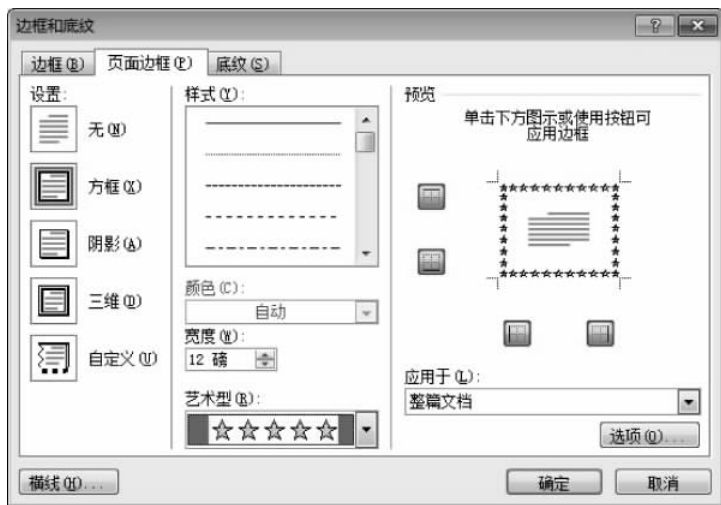 边框和底纹
边框(B)
页面边框(P)
底纹(S)
设置:
无(N)
方框(X)
阴影(A)
三维(D)
自定义(U)
样式(Y):
颜色(C):
自动
宽度(W):
12 磅
艺术型(R):
预览
单击下方图示或使用按钮可
应用边框
应用于(L):
整篇文档
选项(O)...
横线(H)...
确定
取消